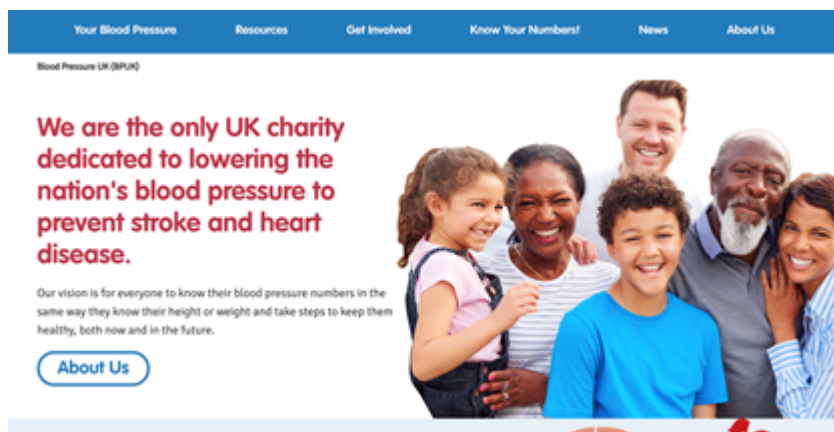 Your Blood Pressure Resources Get Involved Know Your Numbers! News About Us
Blood Pressure UK (BPUK)
We are the only UK charity
dedicated to lowering the
nation's blood pressure to
prevent stroke and heart
disease.
Our vision is for everyone to know their blood pressure numbers in the
same way they know their height or weight and take steps to keep them
healthy, both now and in the future.
About Us